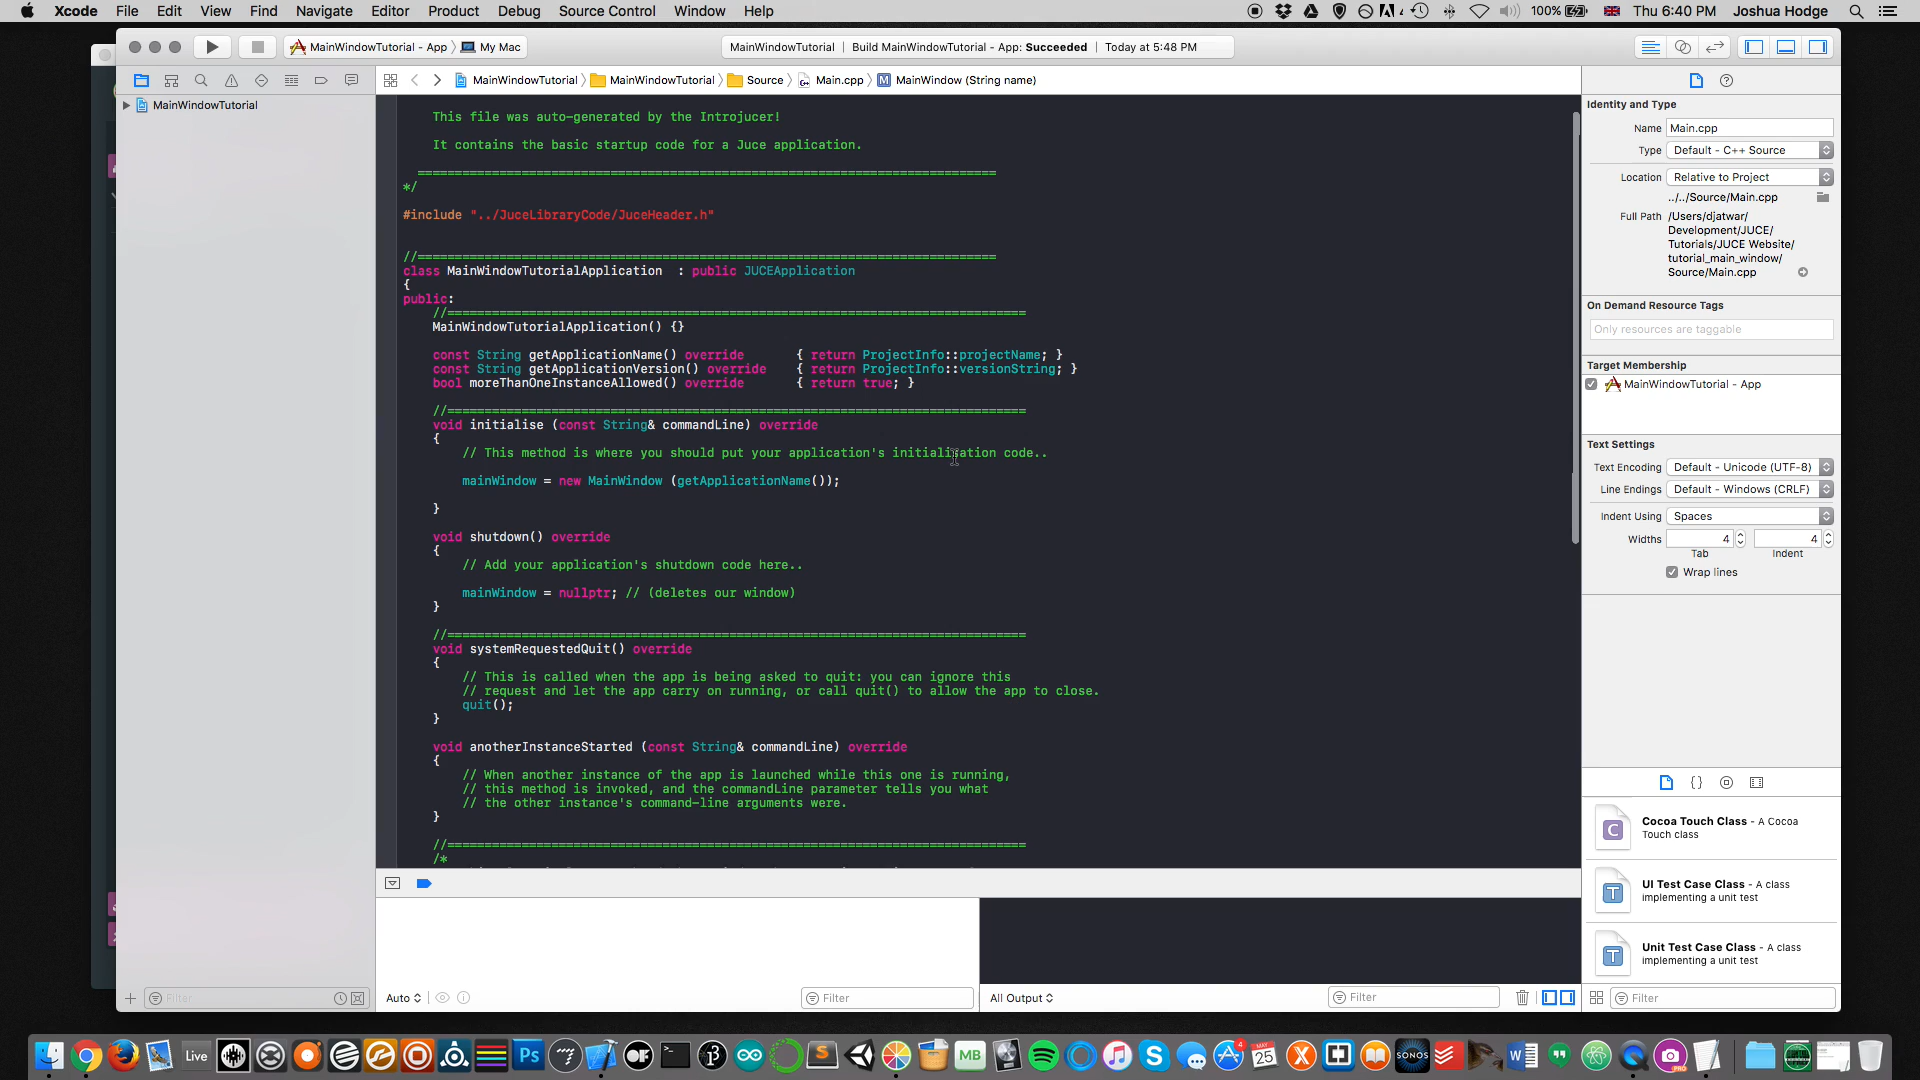 Xcode File Edit View Find Navigate Editor Product Debug Source Control Window Help
4 100% Thu 6:40 PM Joshua Hodge
MainWindowTutorial - App My Mac
MainWindowTutorial Build MainWindowTutorial - App: Succeeded Today at 5:48 PM
MainWindowTutorial MainWindowTutorial Source Main.cpp M MainWindow (String name)
MainWindowTutorial
This file was auto-generated by the Introjucer!
It contains the basic startup code for a Juce application.
==============================================================================
*/
#include "../JuceLibraryCode/JuceHeader.h"
//==============================================================================
class MainWindowTutorialApplication  : public JUCEApplication
{
public:
//==============================================================================
MainWindowTutorialApplication() {}
const String getApplicationName() override       { return ProjectInfo::projectName; }
const String getApplicationVersion() override    { return ProjectInfo::versionString; }
bool moreThanOneInstanceAllowed() override       { return true; }
//==============================================================================
void initialise (const String& commandLine) override
{
// This method is where you should put your application's initialization code..
mainWindow = new MainWindow (getApplicationName());
}
void shutdown() override
{
// Add your application's shutdown code here..
mainWindow = nullptr; // (deletes our window)
}
//==============================================================================
void systemRequestedQuit() override
{
// This is called when the app is being asked to quit: you can ignore this
// request and let the app carry on running, or call quit() to allow the app to close.
quit();
}
void anotherInstanceStarted (const String& commandLine) override
{
// When another instance of the app is launched while this one is running,
// this method is invoked, and the commandLine parameter tells you what
// the other instance's command-line arguments were.
}
//==============================================================================
/*
Auto
Filter
All Output
Filter
Filter
Identity and Type
Name Main.cpp
Type Default - C++ Source
Location Relative to Project
../../Source/Main.cpp
Full Path /Users/djatwar/
Development/JUCE/
Tutorials/JUCE Website/
tutorial_main_window/
Source/Main.cpp
On Demand Resource Tags
Only resources are taggable
Target Membership
MainWindowTutorial - App
Text Settings
Text Encoding Default - Unicode (UTF-8)
Line Endings Default - Windows (CRLF)
Indent Using Spaces
Widths 4 4
Tab Indent
Wrap lines
{}
C Cocoa Touch Class - A Cocoa
Touch class
T UI Test Case Class - A class
implementing a unit test
T Unit Test Case Class - A class
implementing a unit test
Filter
Live Ps MB MAY 25 4 SONOS